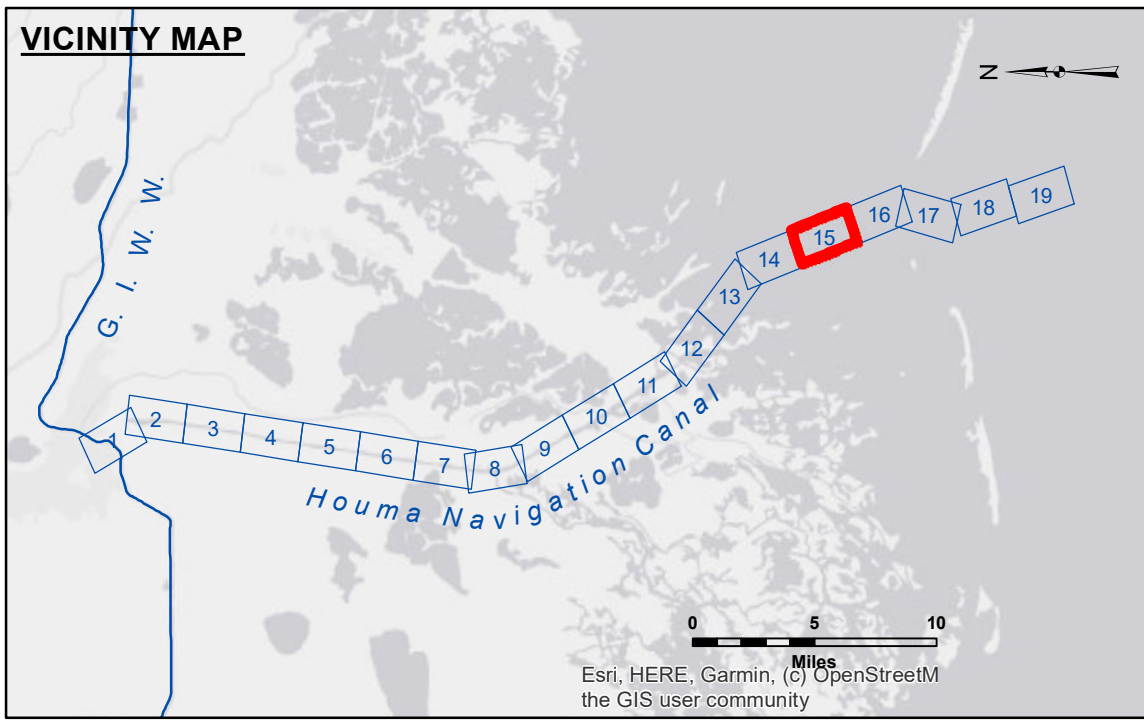 VICINITY MAP
N
G. I. W. W.
1
2
3
4
5
6
7
8
9
10
11
12
13
14
15
16
17
18
19
Houma Navigation Canal
0 5 10
Miles
Esri, HERE, Garmin, (c) OpenStreetM
the GIS user community